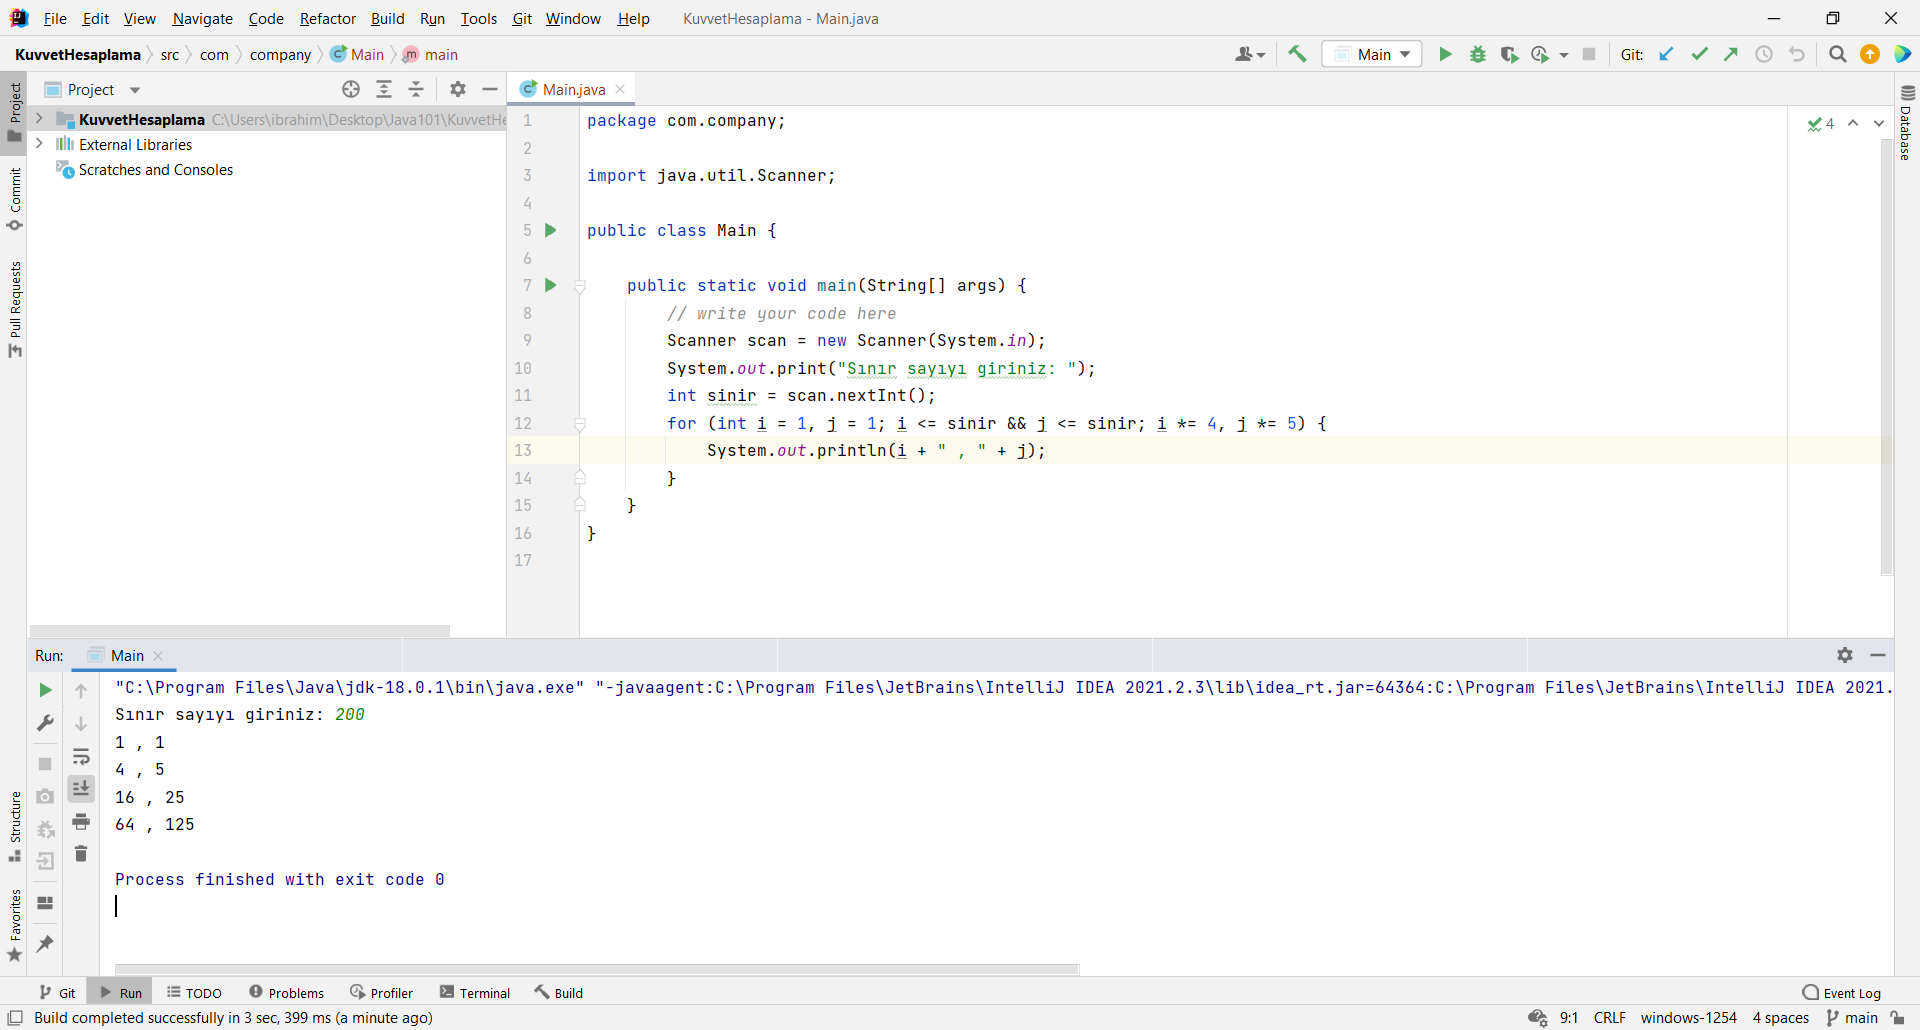 File Edit View Navigate Code Refactor Build Run Tools Git Window Help KuvvetHesaplama - Main.java
KuvvetHesaplama src com company Main main Main Git:
Project
Project
Commit
Pull Requests
Structure
Favorites
Database
KuvvetHesaplama C:\Users\ibrahim\Desktop\Java101\KuvvetHe
External Libraries
Scratches and Consoles
Main.java
4
1 package com.company;
2
3 import java.util.Scanner;
4
5 public class Main {
6
7 public static void main(String[] args) {
8 // write your code here
9 Scanner scan = new Scanner(System.in);
10 System.out.print("Sınır sayıyı giriniz: ");
11 int sinir = scan.nextInt();
12 for (int i = 1, j = 1; i <= sinir && j <= sinir; i *= 4, j *= 5) {
13 System.out.println(i + " , " + j);
14 }
15 }
16 }
17
Run: Main
"C:\Program Files\Java\jdk-18.0.1\bin\java.exe" "-javaagent:C:\Program Files\JetBrains\IntelliJ IDEA 2021.2.3\lib\idea_rt.jar=64364:C:\Program Files\JetBrains\IntelliJ IDEA 2021.
Sınır sayıyı giriniz: 200
1 , 1
4 , 5
16 , 25
64 , 125
Process finished with exit code 0
Git Run TODO Problems Profiler Terminal Build Event Log
Build completed successfully in 3 sec, 399 ms (a minute ago) 9:1 CRLF windows-1254 4 spaces main